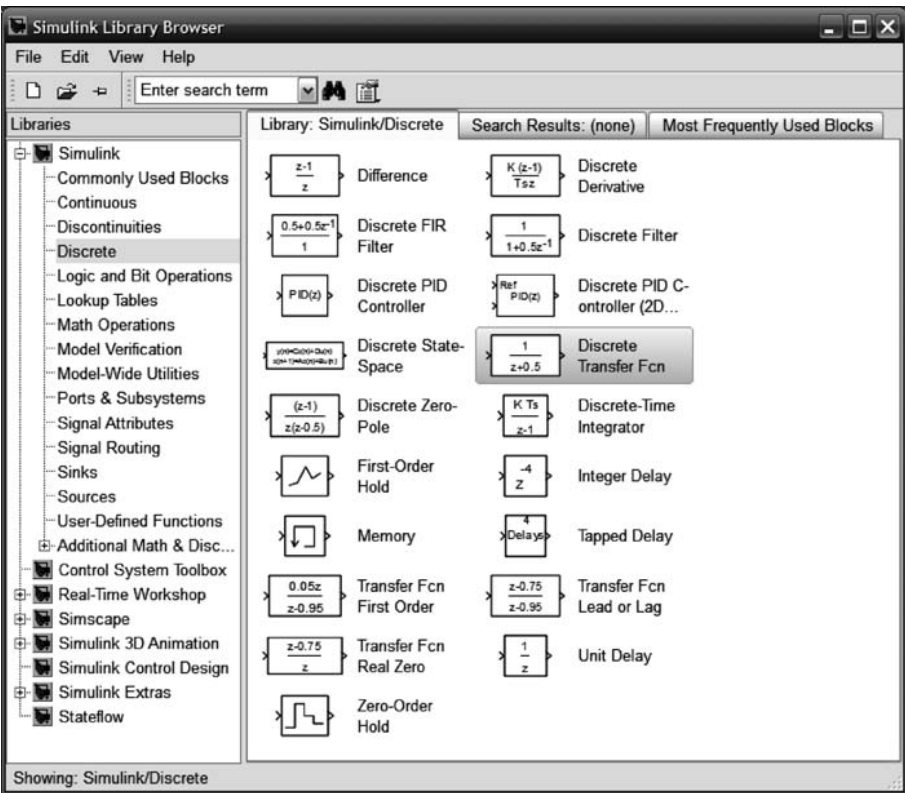 Simulink Library Browser
File Edit View Help
Enter search term
Libraries
Library: Simulink/Discrete
Search Results: (none)
Most Frequently Used Blocks
Simulink
Commonly Used Blocks
Continuous
Discontinuities
Discrete
Logic and Bit Operations
Lookup Tables
Math Operations
Model Verification
Model-Wide Utilities
Ports & Subsystems
Signal Attributes
Signal Routing
Sinks
Sources
User-Defined Functions
Additional Math & Disc...
Control System Toolbox
Real-Time Workshop
Simscape
Simulink 3D Animation
Simulink Control Design
Simulink Extras
Stateflow
z-1
z
Difference
K (z-1)
Tsz
Discrete
Derivative
0.5+0.5z⁻¹
1
Discrete FIR
Filter
1
1+0.5z⁻¹
Discrete Filter
PID(z)
Discrete PID
Controller
Ref
PID(z)
Discrete PID C-
ontroller (2D...
Discrete State-
Space
1
z+0.5
Discrete
Transfer Fcn
(z-1)
z(z-0.5)
Discrete Zero-
Pole
K Ts
z-1
Discrete-Time
Integrator
First-Order
Hold
z⁻⁴
Integer Delay
Memory
4
Delays
Tapped Delay
0.05z
z-0.95
Transfer Fcn
First Order
z-0.75
z-0.95
Transfer Fcn
Lead or Lag
z-0.75
z
Transfer Fcn
Real Zero
1
z
Unit Delay
Zero-Order
Hold
Showing: Simulink/Discrete